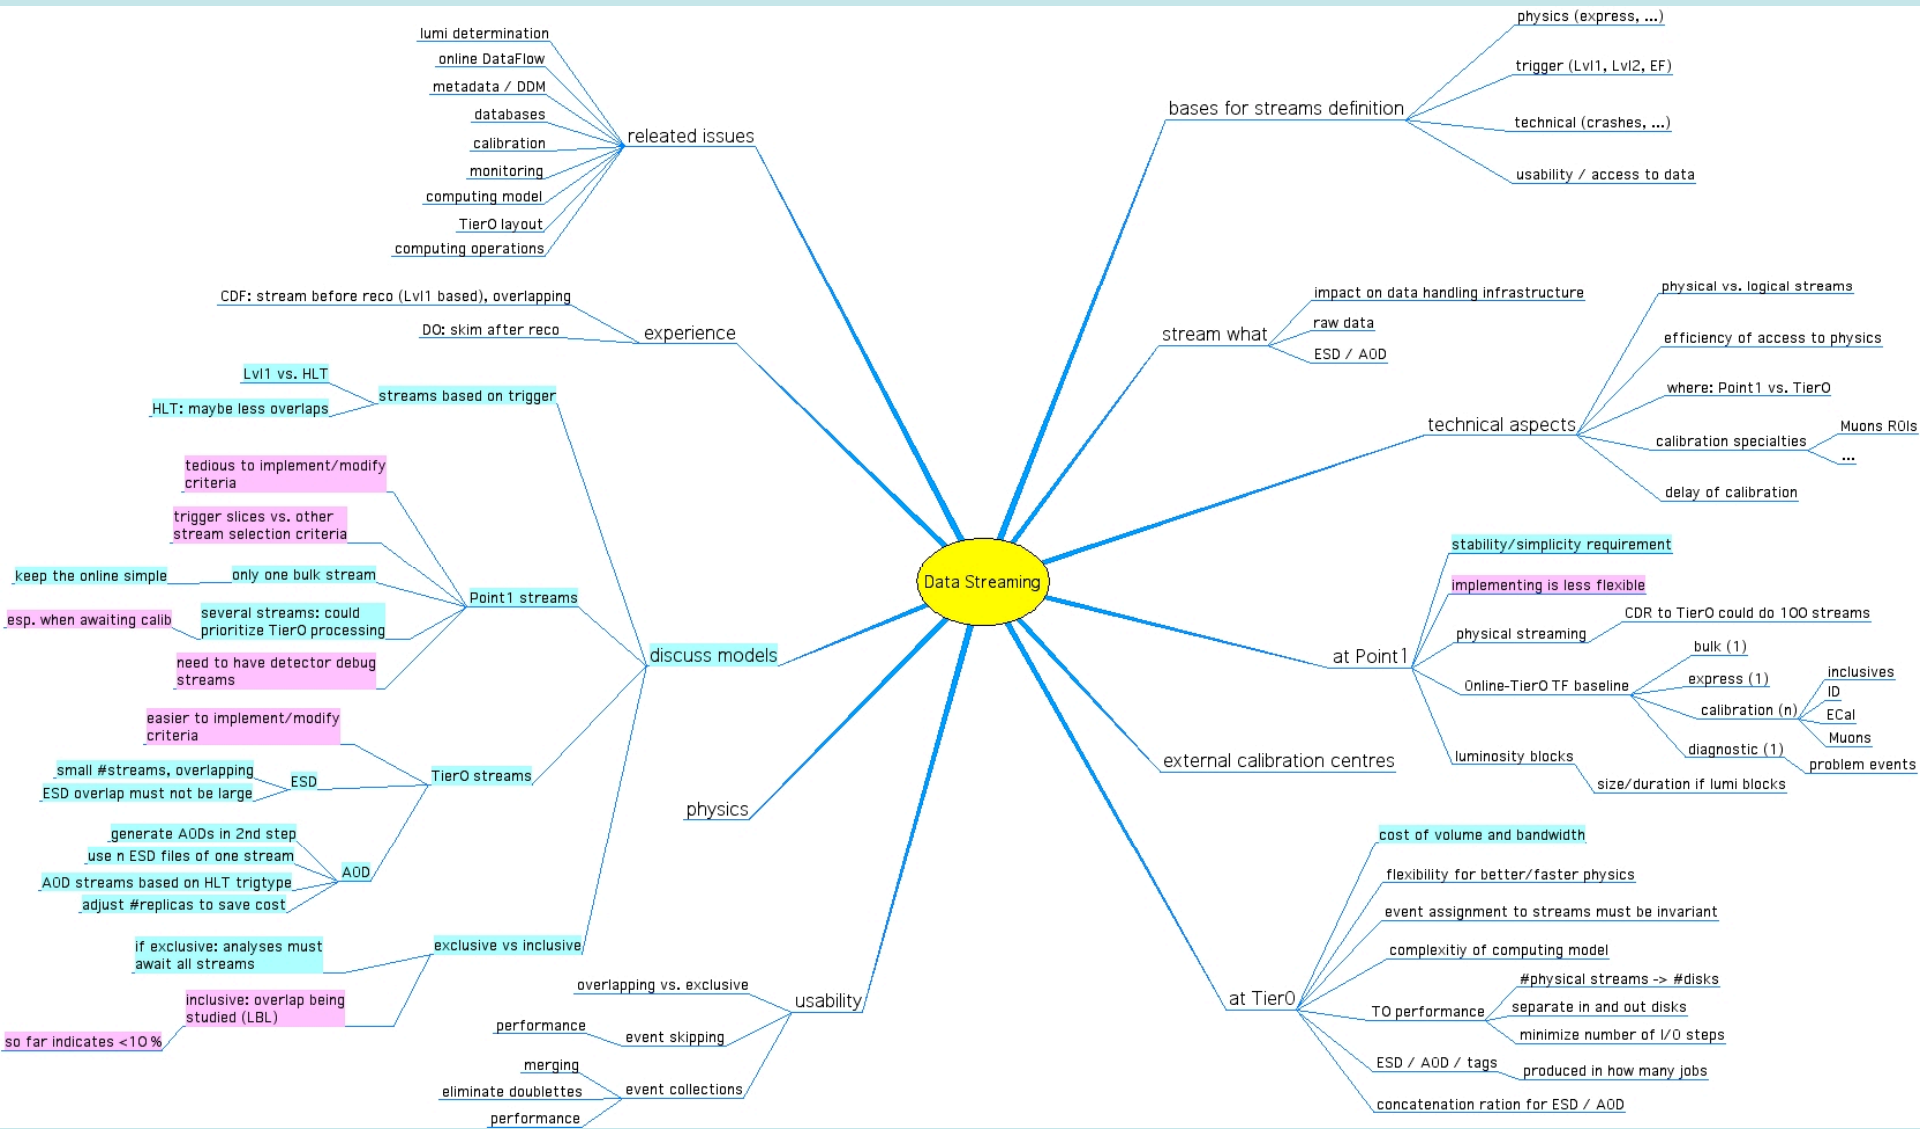 Data Streaming
releated issues
lumi determination
online DataFlow
metadata / DDM
databases
calibration
monitoring
computing model
Tier0 layout
computing operations
experience
CDF: stream before reco (Lvl1 based), overlapping
D0: skim after reco
discuss models
streams based on trigger
Lvl1 vs. HLT
HLT: maybe less overlaps
Point1 streams
tedious to implement/modify
criteria
trigger slices vs. other
stream selection criteria
only one bulk stream
keep the online simple
several streams: could
prioritize Tier0 processing
esp. when awaiting calib
need to have detector debug
streams
Tier0 streams
easier to implement/modify
criteria
ESD
small #streams, overlapping
ESD overlap must not be large
AOD
generate AODs in 2nd step
use n ESD files of one stream
AOD streams based on HLT trigtype
adjust #replicas to save cost
exclusive vs inclusive
if exclusive: analyses must
await all streams
inclusive: overlap being
studied (LBL)
so far indicates <10%
physics
usability
overlapping vs. exclusive
event skipping
performance
event collections
merging
eliminate doublettes
performance
bases for streams definition
physics (express, ...)
trigger (Lvl1, Lvl2, EF)
technical (crashes, ...)
usability / access to data
stream what
impact on data handling infrastructure
raw data
ESD / AOD
technical aspects
physical vs. logical streams
efficiency of access to physics
where: Point1 vs. Tier0
calibration specialties
Muons ROIs
...
delay of calibration
at Point1
stability/simplicity requirement
implementing is less flexible
physical streaming
CDR to Tier0 could do 100 streams
Online-Tier0 TF baseline
bulk (1)
express (1)
calibration (n)
inclusives
ID
ECal
Muons
diagnostic (1)
problem events
luminosity blocks
size/duration if lumi blocks
external calibration centres
at Tier0
cost of volume and bandwidth
flexibility for better/faster physics
event assignment to streams must be invariant
complexitiy of computing model
T0 performance
#physical streams -> #disks
separate in and out disks
minimize number of I/O steps
ESD / AOD / tags
produced in how many jobs
concatenation ration for ESD / AOD